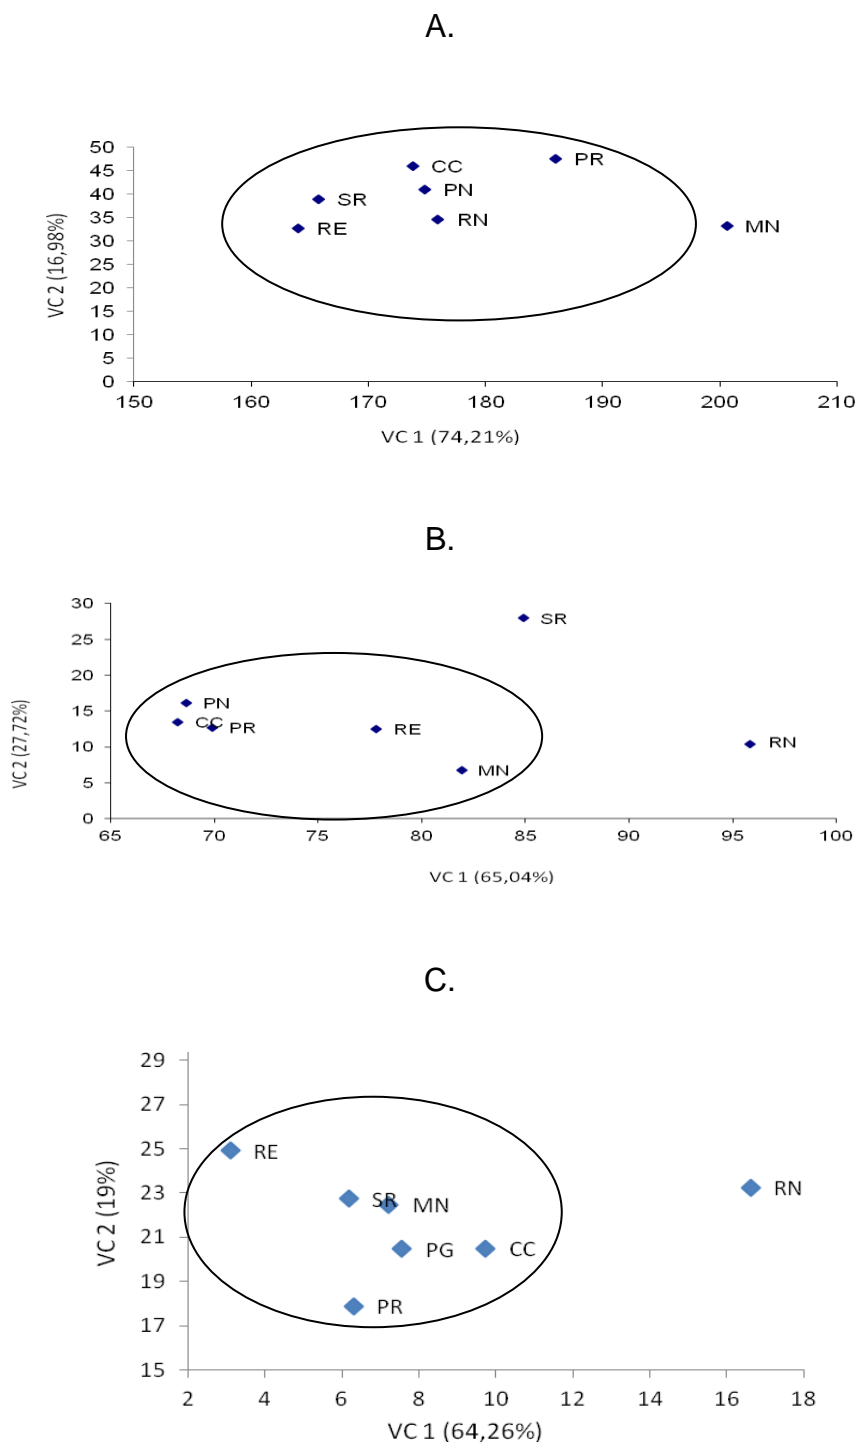 A.
50
45
40
35
30
25
20
15
10
5
0
VC 2 (16,98%)
CC
PR
PN
SR
RN
RE
MN
150 160 170 180 190 200 210
VC 1 (74,21%)
B.
30
25
20
15
10
5
0
VC 2 (27,72%)
SR
PN
CC
PR
RE
RN
MN
65 70 75 80 85 90 95 100
VC 1 (65,04%)
C.
29
27
25
23
21
19
17
15
VC 2 (19%)
RE
RN
SR
MN
PG
CC
PR
2 4 6 8 10 12 14 16 18
VC 1 (64,26%)